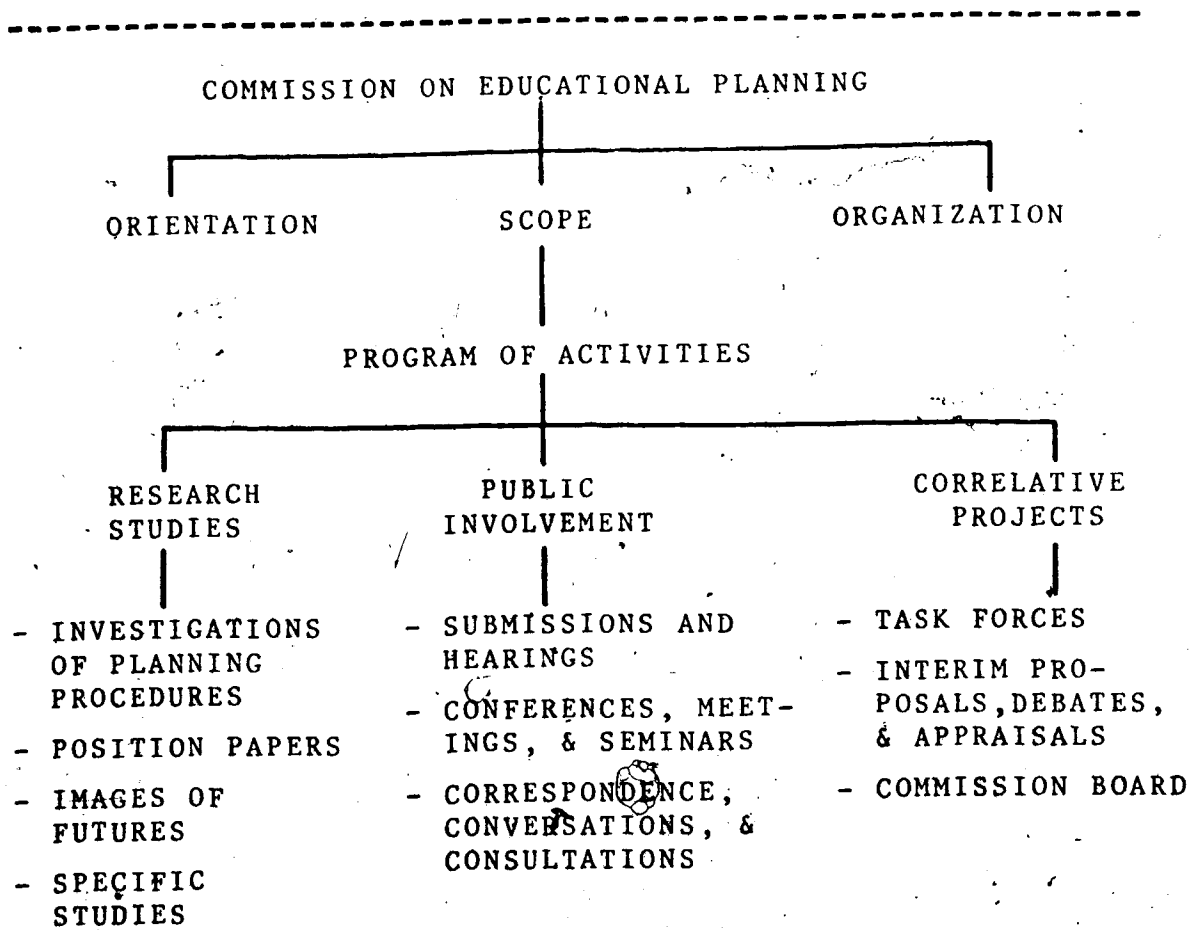 COMMISSION ON EDUCATIONAL PLANNING
ORIENTATION
SCOPE
ORGANIZATION
PROGRAM OF ACTIVITIES
RESEARCH
STUDIES
PUBLIC
INVOLVEMENT
CORRELATIVE
PROJECTS
- INVESTIGATIONS
OF PLANNING
PROCEDURES
- POSITION PAPERS
- IMAGES OF
FUTURES
- SPECIFIC
STUDIES
- SUBMISSIONS AND
HEARINGS
- CONFERENCES, MEET-
INGS, & SEMINARS
- CORRESPONDENCE,
CONVERSATIONS, &
CONSULTATIONS
- TASK FORCES
- INTERIM PRO-
POSALS,DEBATES,
& APPRAISALS
- COMMISSION BOARD